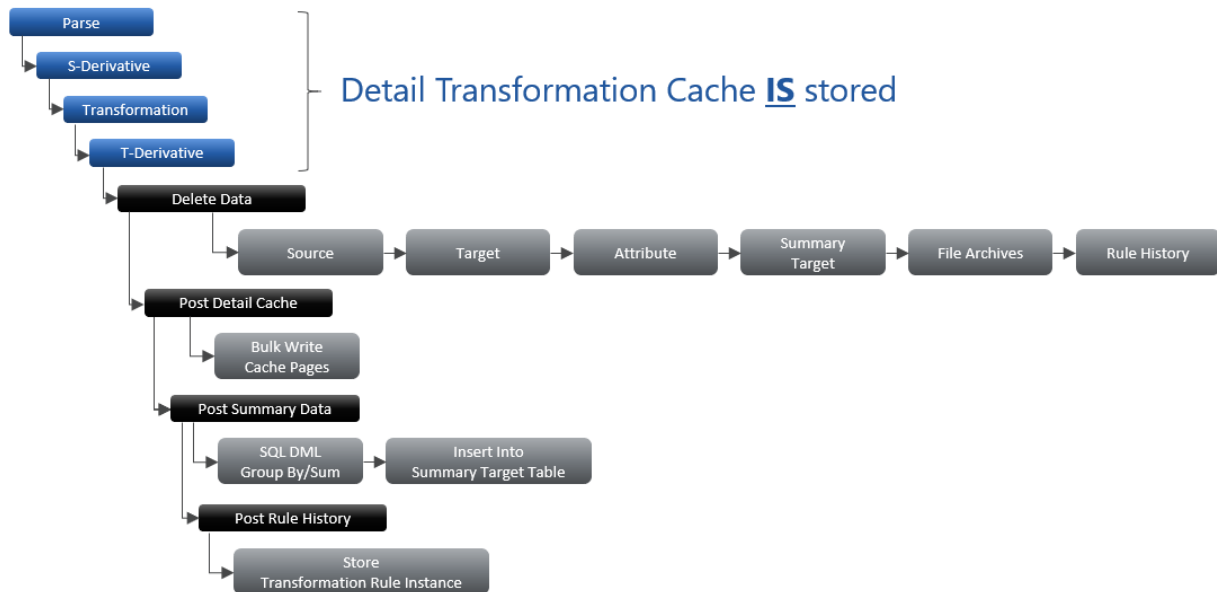 Parse
S-Derivative
Detail Transformation Cache IS stored
Transformation
T-Derivative
Delete Data
Source
Target
Attribute
Summary
Target
File Archives
Rule History
Post Detail Cache
Bulk Write
Cache Pages
Post Summary Data
SQL DML
Group By/Sum
Insert Into
Summary Target Table
Post Rule History
Store
Transformation Rule Instance